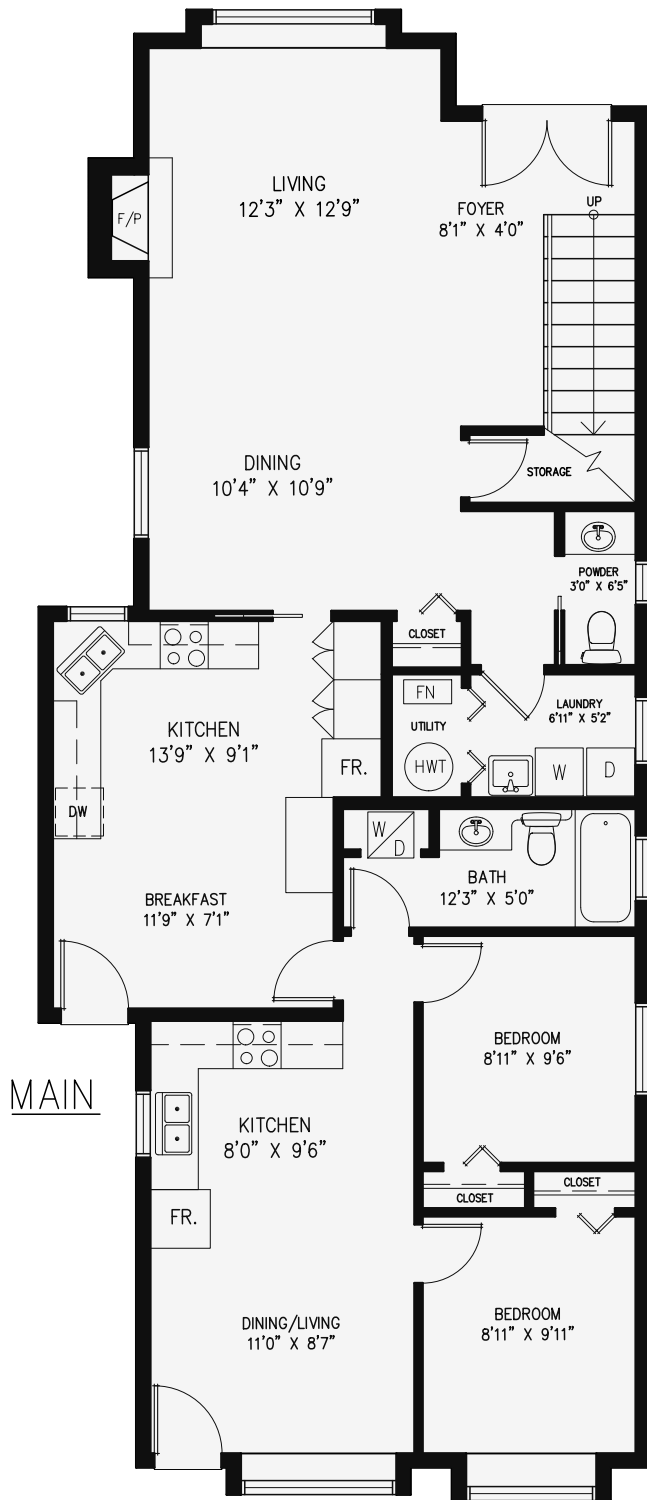 LIVING
12'3" X 12'9"
F/P
FOYER
8'1" X 4'0"
UP
DINING
10'4" X 10'9"
STORAGE
POWDER
3'0" X 6'5"
CLOSET
KITCHEN
13'9" X 9'1"
FR.
DW
FN
UTILITY
HWT
LAUNDRY
6'11" X 5'2"
W
D
W
D
BATH
12'3" X 5'0"
BREAKFAST
11'9" X 7'1"
BEDROOM
8'11" X 9'6"
MAIN
KITCHEN
8'0" X 9'6"
CLOSET
CLOSET
FR.
DINING/LIVING
11'0" X 8'7"
BEDROOM
8'11" X 9'11"